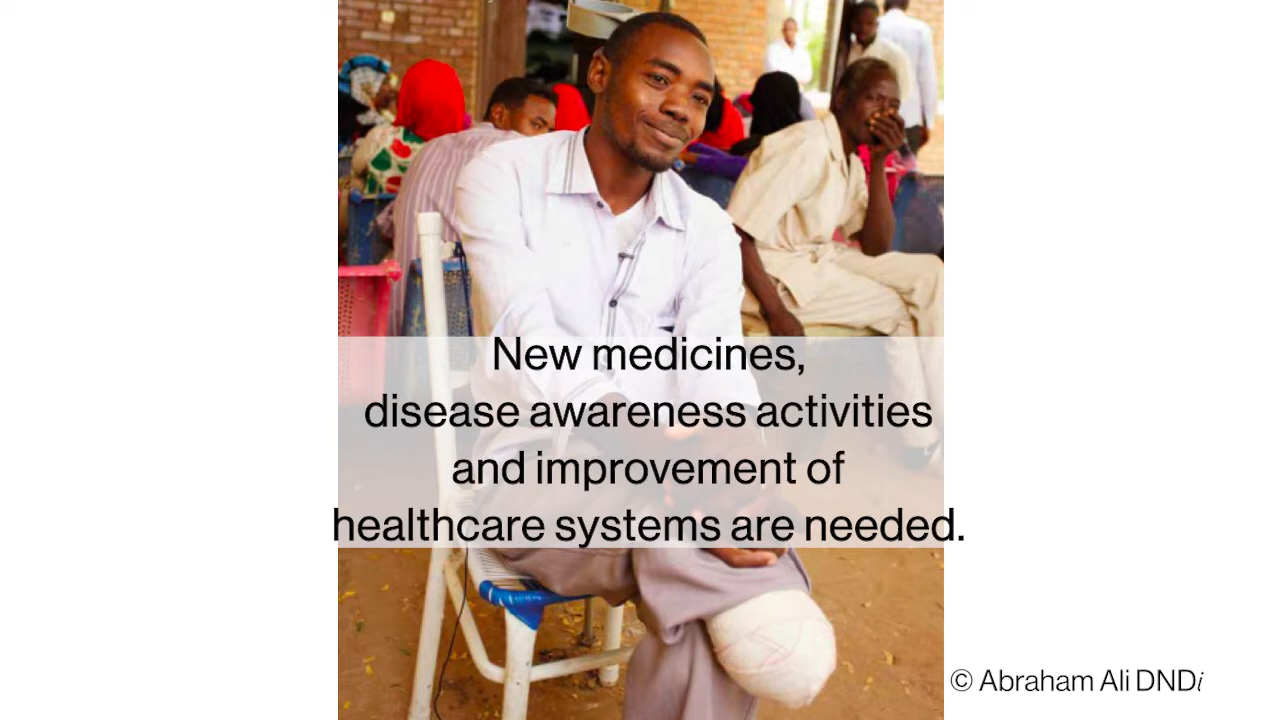 New medicines,
disease awareness activities
and improvement of
healthcare systems are needed.
© Abraham Ali DNDi